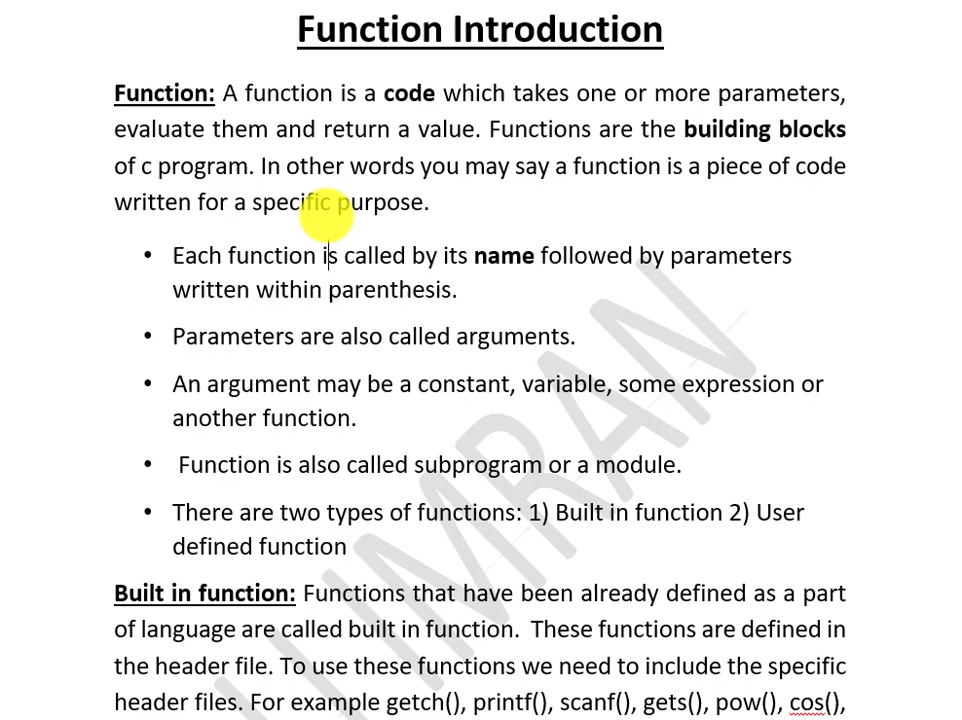 Function Introduction
Function: A function is a code which takes one or more parameters,
evaluate them and return a value. Functions are the building blocks
of c program. In other words you may say a function is a piece of code
written for a specific purpose.
• Each function is called by its name followed by parameters
written within parenthesis.
• Parameters are also called arguments.
• An argument may be a constant, variable, some expression or
another function.
• Function is also called subprogram or a module.
• There are two types of functions: 1) Built in function 2) User
defined function
Built in function: Functions that have been already defined as a part
of language are called built in function. These functions are defined in
the header file. To use these functions we need to include the specific
header files. For example getch(), printf(), scanf(), gets(), pow(), cos(),
IMRAN